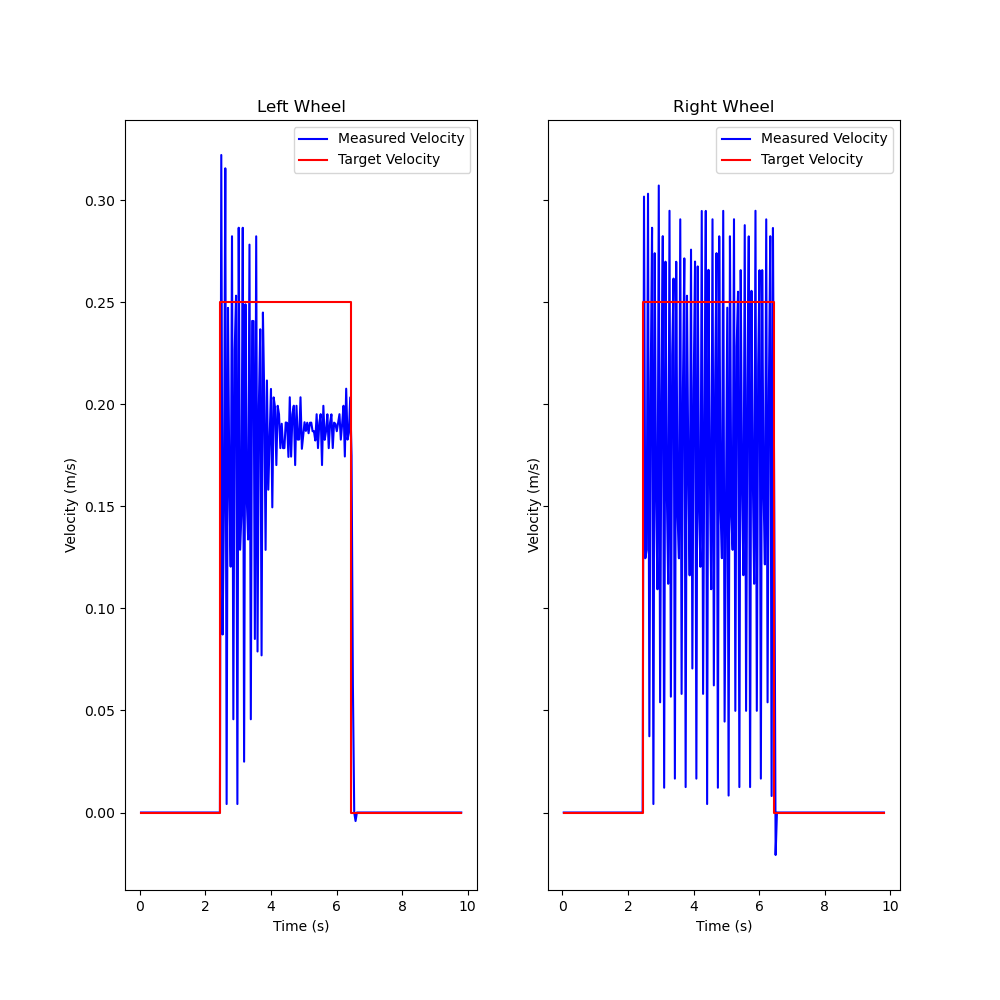 Left Wheel
Measured Velocity
Target Velocity
0.30
0.25
0.20
0.15
0.10
0.05
0.00
Velocity (m/s)
0 2 4 6 8 10
Time (s)
Right Wheel
Measured Velocity
Target Velocity
Velocity (m/s)
0 2 4 6 8 10
Time (s)